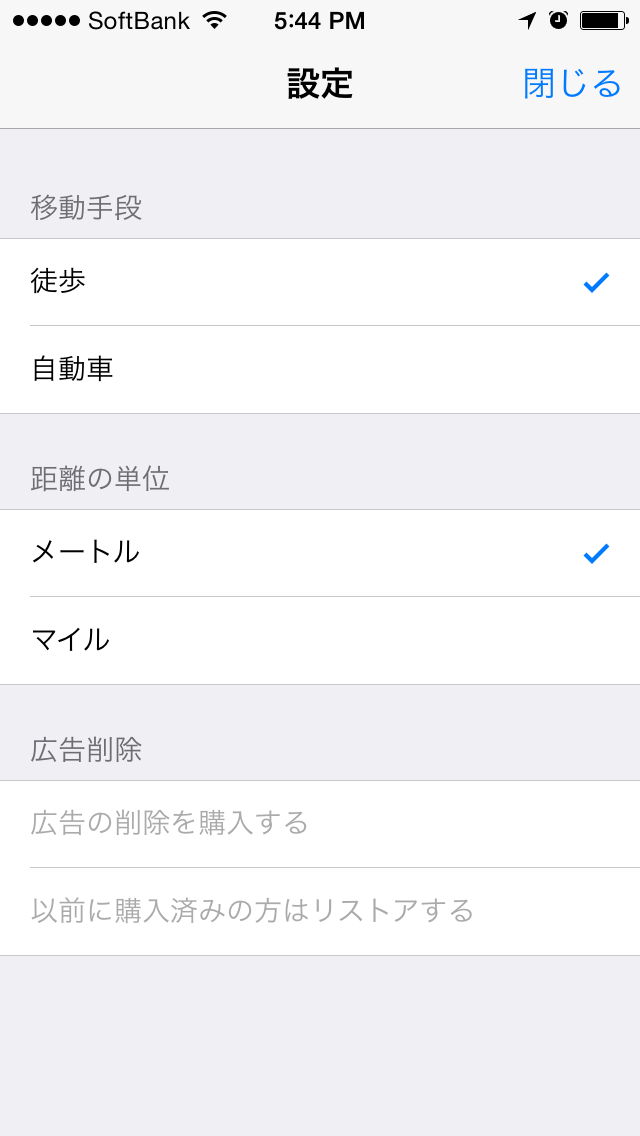 SoftBank 5:44 PM
設定 閉じる
移動手段
徒歩
自動車
距離の単位
メートル
マイル
広告削除
広告の削除を購入する
以前に購入済みの方はリストアする